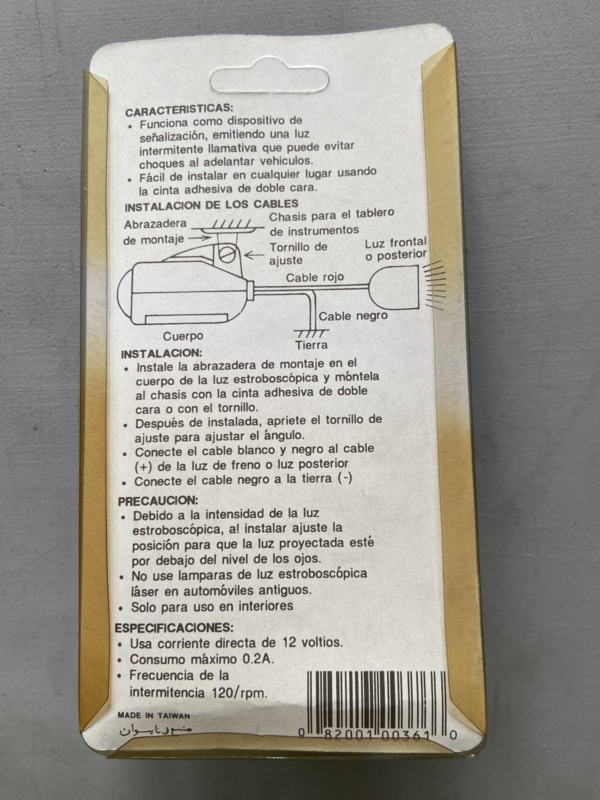 CARACTERISTICAS:
• Funciona como dispositivo de
señalización, emitiendo una luz
intermitente llamativa que puede evitar
choques al adelantar vehiculos.
• Fácil de instalar en cualquier lugar usando
la cinta adhesiva de doble cara.
INSTALACION DE LOS CABLES
Abrazadera
de montaje
Chasis para el tablero
de instrumentos
Tornillo de
ajuste
Luz frontal
o posterior
Cable rojo
Cable negro
Cuerpo
Tierra
INSTALACION:
• Instale la abrazadera de montaje en el
cuerpo de la luz estroboscópica y móntela
al chasis con la cinta adhesiva de doble
cara o con el tornillo.
• Después de instalada, apriete el tornillo de
ajuste para ajustar el ángulo.
• Conecte el cable blanco y negro al cable
(+) de la luz de freno o luz posterior
• Conecte el cable negro a la tierra (-)
PRECAUCION:
• Debido a la intensidad de la luz
estroboscópica, al instalar ajuste la
posición para que la luz proyectada esté
por debajo del nivel de los ojos.
• No use lamparas de luz estroboscópica
láser en automóviles antiguos.
• Solo para uso en interiores
ESPECIFICACIONES:
• Usa corriente directa de 12 voltios.
• Consumo máximo 0.2A.
• Frecuencia de la
intermitencia 120/rpm.
MADE IN TAIWAN
صنع في تايوان
0 82001 00361 0